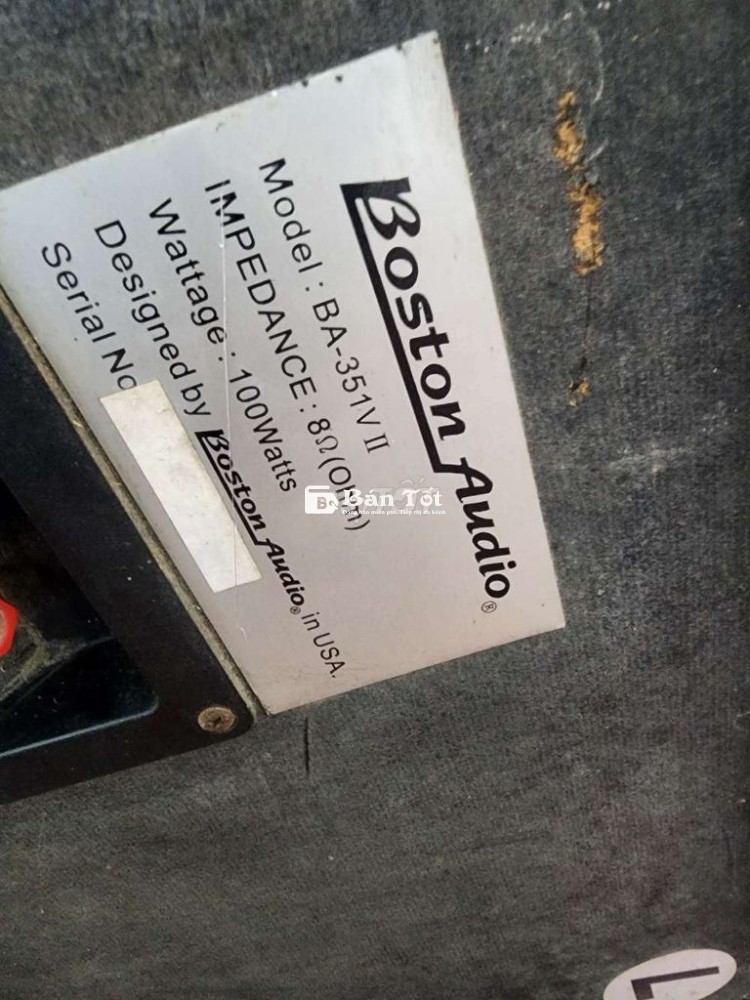 Boston Audio®
Model : BA-351V II
IMPEDANCE : 8Ω(Ohm)
Wattage : 100Watts
Designed by Boston Audio® in USA.
Serial No
Bán Tốt
L